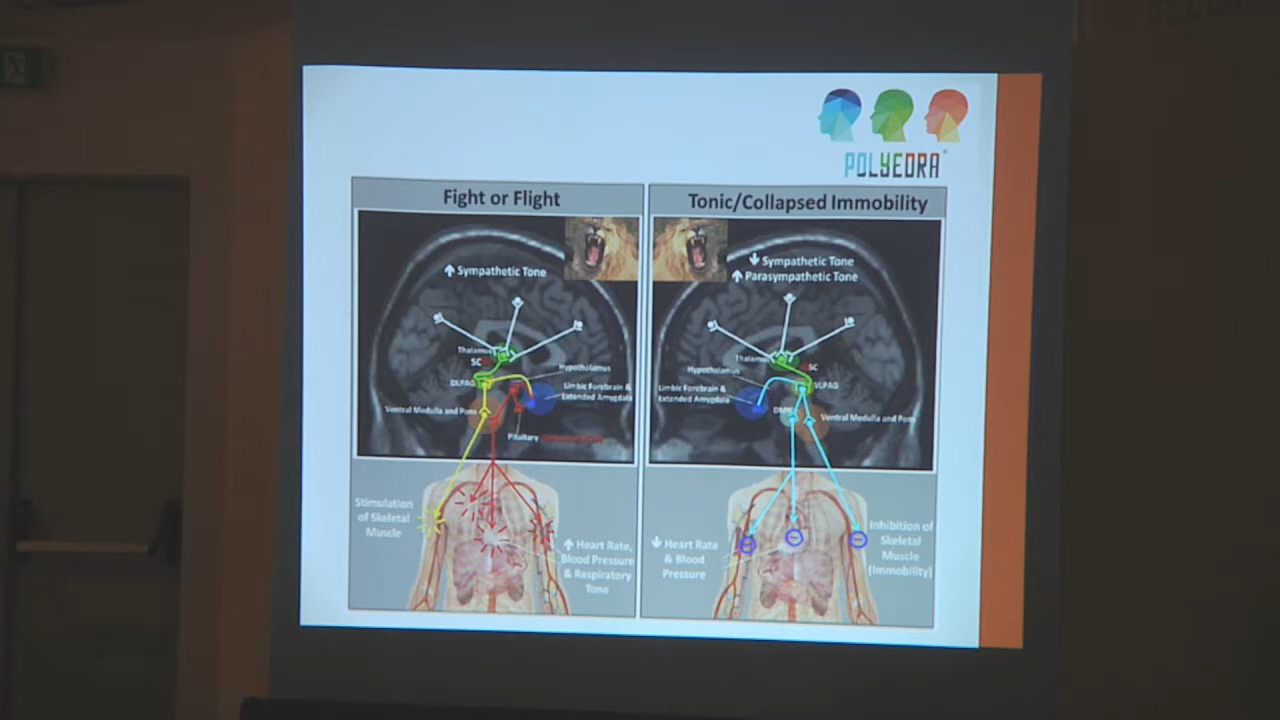 POLYEDRA
Fight or Flight
Sympathetic Tone
Thalamus
SC
Hypothalamus
DLPAG
Limbic Forebrain &
Extended Amygdala
Ventral Medulla and Pons
Pituitary
Stimulation
of Skeletal
Muscle
Heart Rate,
Blood Pressure
& Respiratory
Tone
Tonic/Collapsed Immobility
Sympathetic Tone
Parasympathetic Tone
Thalamus
SC
Hypothalamus
VLPAG
Limbic Forebrain &
Extended Amygdala
Ventral Medulla and Pons
Heart Rate
& Blood
Pressure
Inhibition of
Skeletal
Muscle
(Immobility)